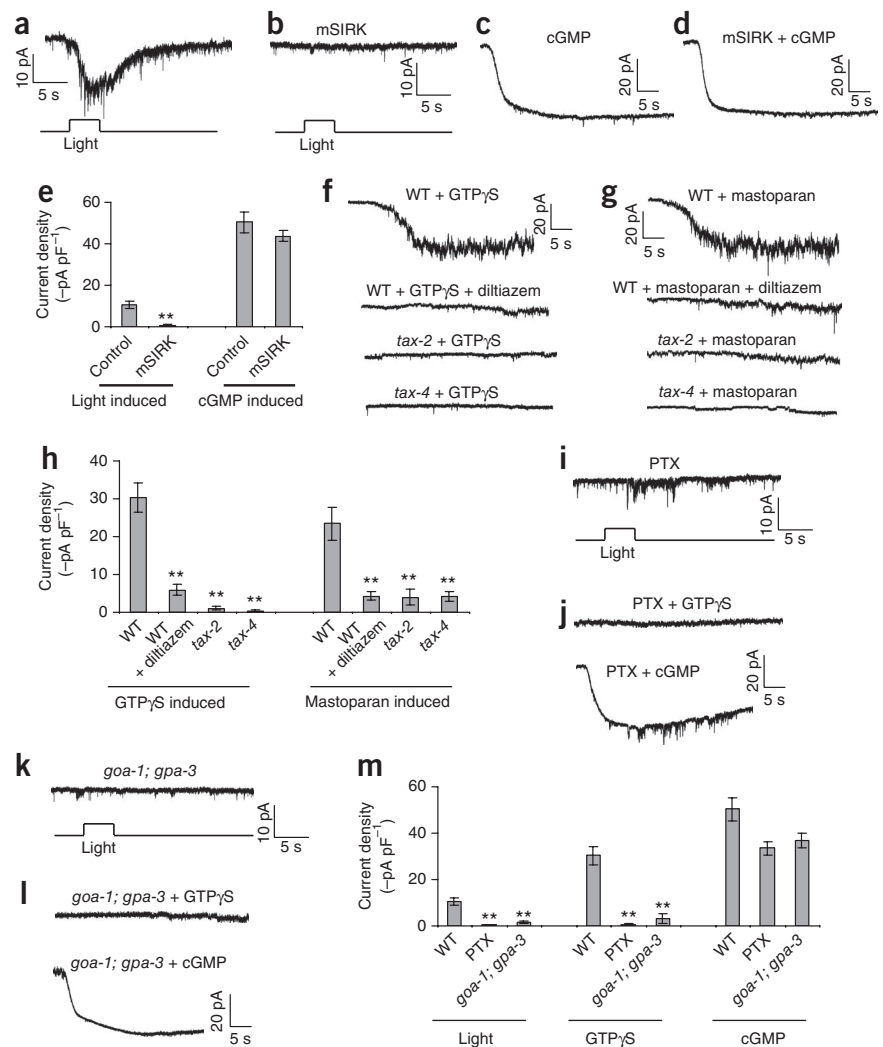 a
10 pA
5 s
Light
b
mSIRK
10 pA
5 s
Light
c
cGMP
20 pA
5 s
d
mSIRK + cGMP
20 pA
5 s
e
Current density
(–pA pF⁻¹)
60
40
20
0
**
Control
mSIRK
Control
mSIRK
Light induced
cGMP induced
f
WT + GTPγS
20 pA
5 s
WT + GTPγS + diltiazem
tax-2 + GTPγS
tax-4 + GTPγS
g
WT + mastoparan
20 pA
5 s
WT + mastoparan + diltiazem
tax-2 + mastoparan
tax-4 + mastoparan
h
Current density
(–pA pF⁻¹)
40
30
20
10
0
**
**
**
**
**
**
WT
WT
+ diltiazem
tax-2
tax-4
WT
WT
+ diltiazem
tax-2
tax-4
GTPγS induced
Mastoparan induced
i
PTX
10 pA
5 s
Light
j
PTX + GTPγS
PTX + cGMP
20 pA
5 s
k
goa-1; gpa-3
10 pA
5 s
Light
l
goa-1; gpa-3 + GTPγS
goa-1; gpa-3 + cGMP
20 pA
5 s
m
Current density
(–pA pF⁻¹)
60
40
20
0
**
**
**
**
WT
PTX
goa-1; gpa-3
WT
PTX
goa-1; gpa-3
WT
PTX
goa-1; gpa-3
Light
GTPγS
cGMP